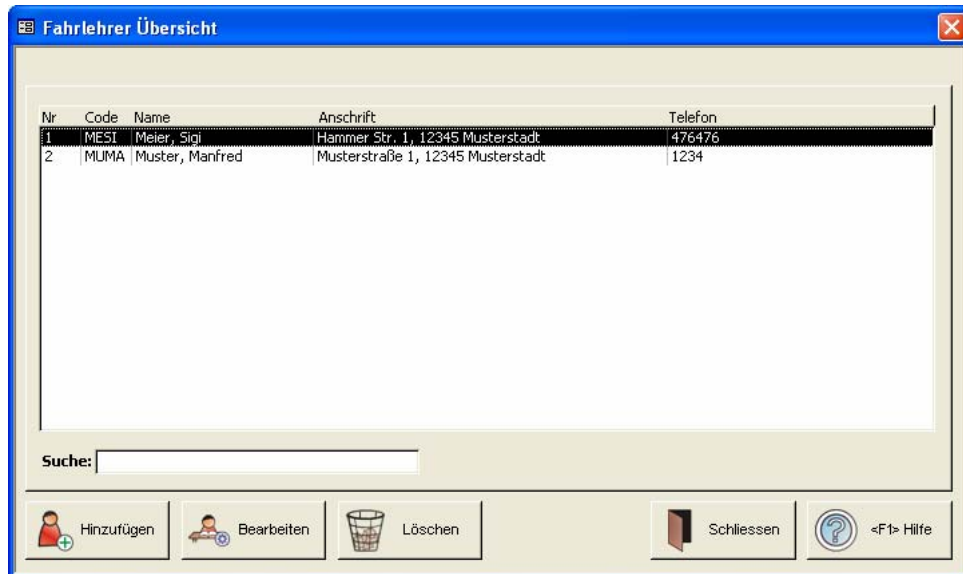 Fahrlehrer Übersicht
Nr Code Name Anschrift Telefon
1 MESI Meier, Sigi Hammer Str. 1, 12345 Musterstadt 476476
2 MUMA Muster, Manfred Musterstraße 1, 12345 Musterstadt 1234
Suche:
Hinzufügen Bearbeiten Löschen Schliessen <F1> Hilfe